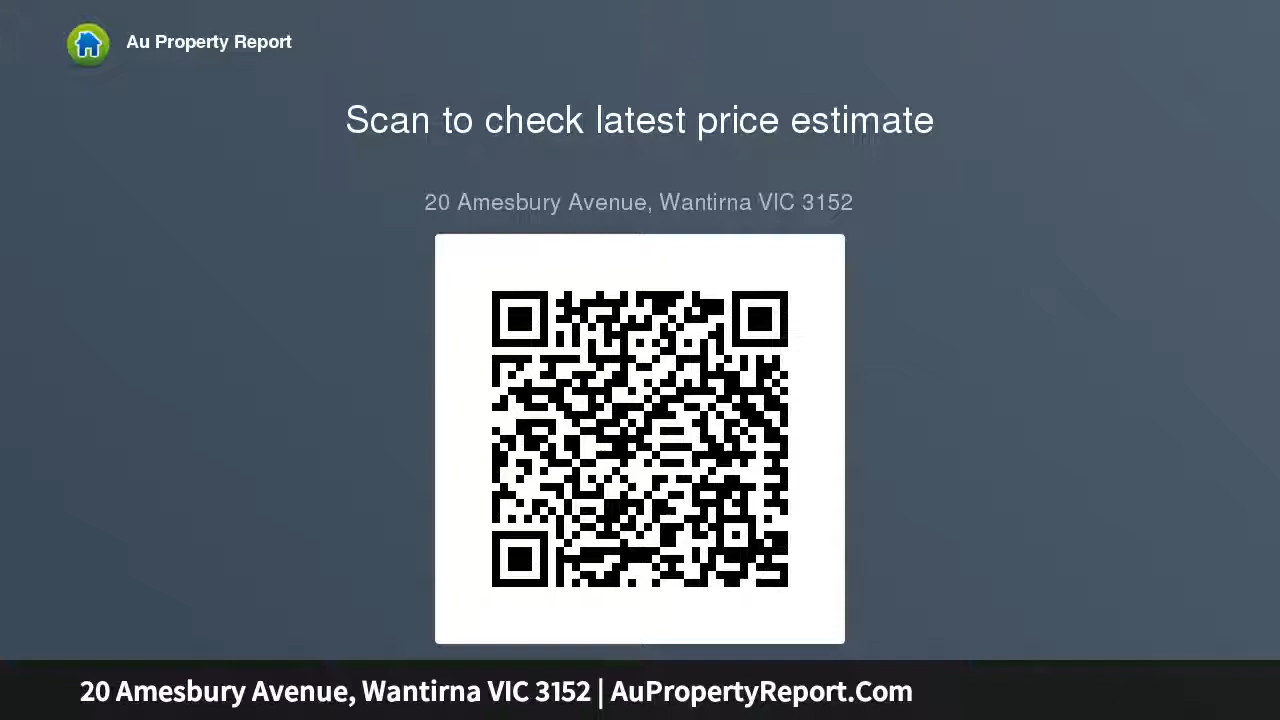 Au Property Report
Scan to check latest price estimate
20 Amesbury Avenue, Wantirna VIC 3152
20 Amesbury Avenue, Wantirna VIC 3152 | AuPropertyReport.Com